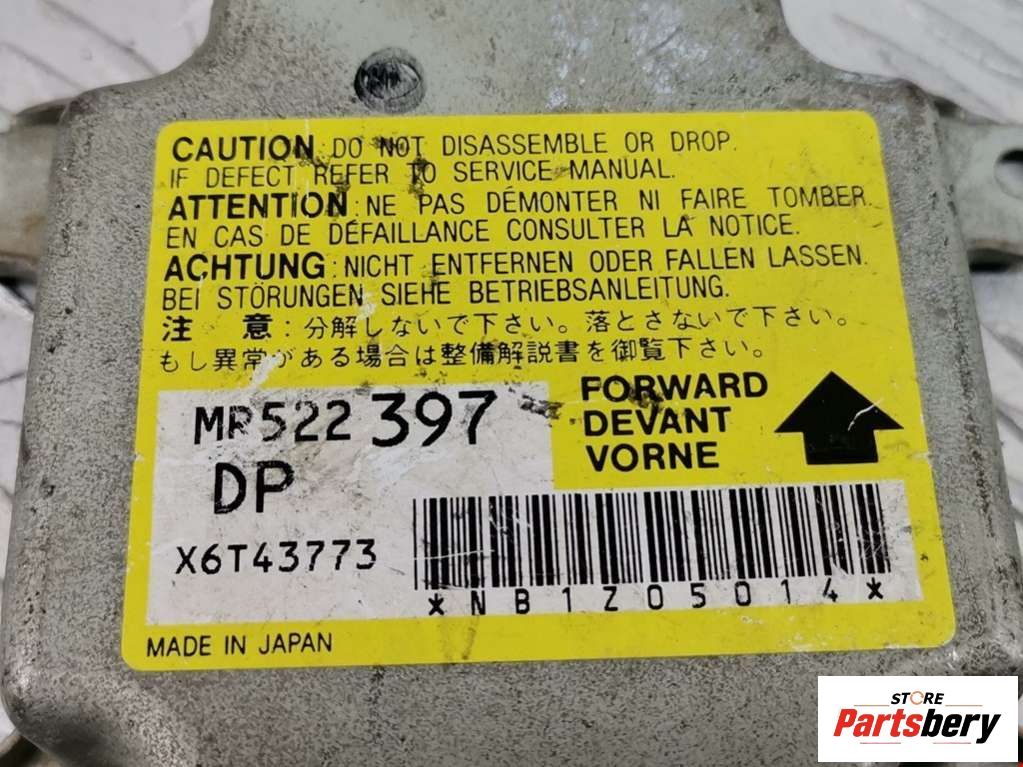 CAUTION : DO NOT DISASSEMBLE OR DROP.
IF DEFECT REFER TO SERVICE MANUAL.
ATTENTION : NE PAS DÉMONTER NI FAIRE TOMBER.
EN CAS DE DÉFAILLANCE CONSULTER LA NOTICE.
ACHTUNG : NICHT ENTFERNEN ODER FALLEN LASSEN.
BEI STÖRUNGEN SIEHE BETRIEBSANLEITUNG.
注 意 : 分解しないで下さい。落とさないで下さい。
もし異常がある場合は整備解説書を御覧下さい。
MR522 397
DP
X6T43773
FORWARD
DEVANT
VORNE
*NB1Z05014*
MADE IN JAPAN
STORE
Partsbery